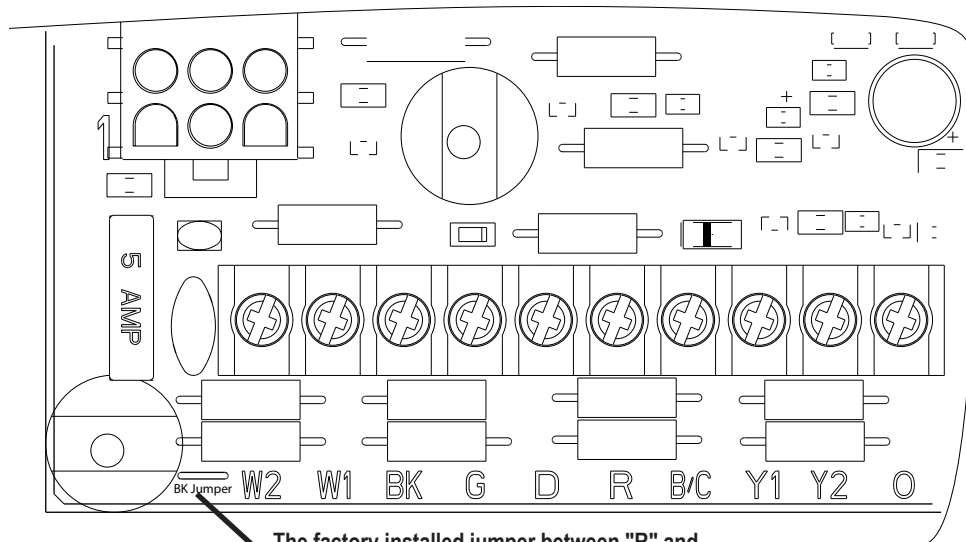 1
5 AMP
BK Jumper W2 W1 BK G D R B/C Y1 Y2 O
The factory installed jumper between "R" and